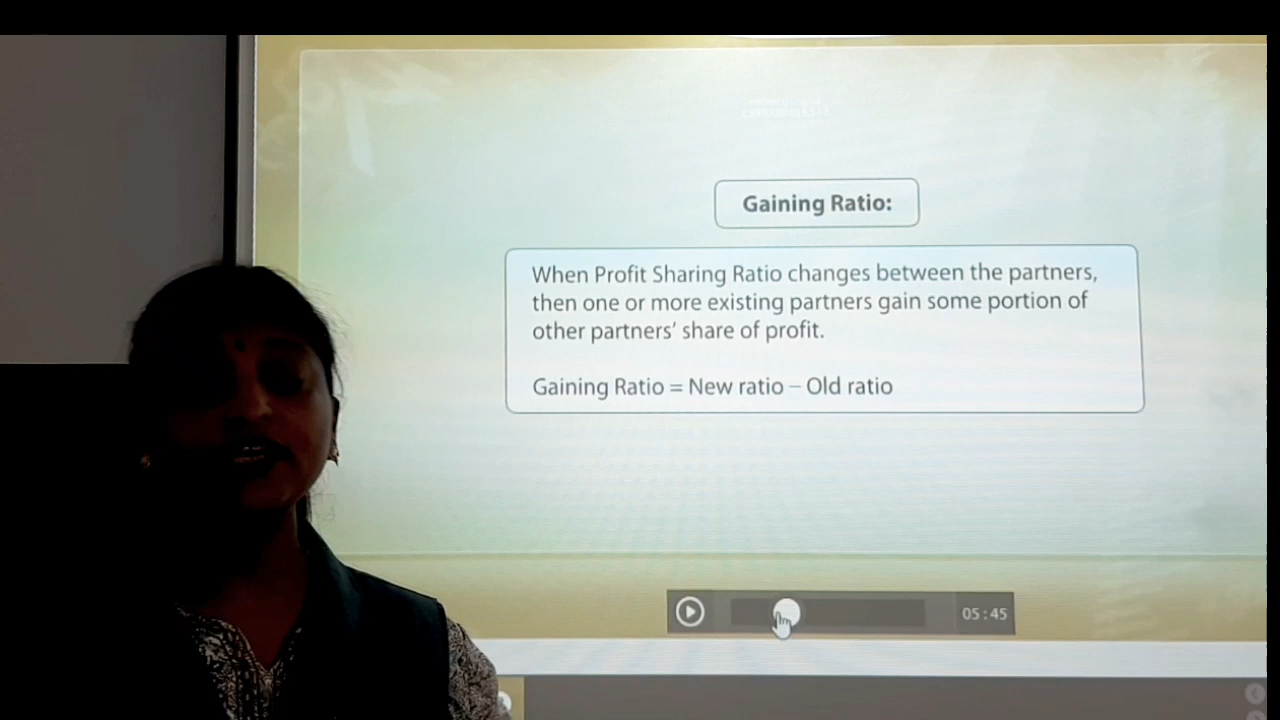 Gaining Ratio:
When Profit Sharing Ratio changes between the partners,
then one or more existing partners gain some portion of
other partners’ share of profit.
Gaining Ratio = New ratio – Old ratio
05:45